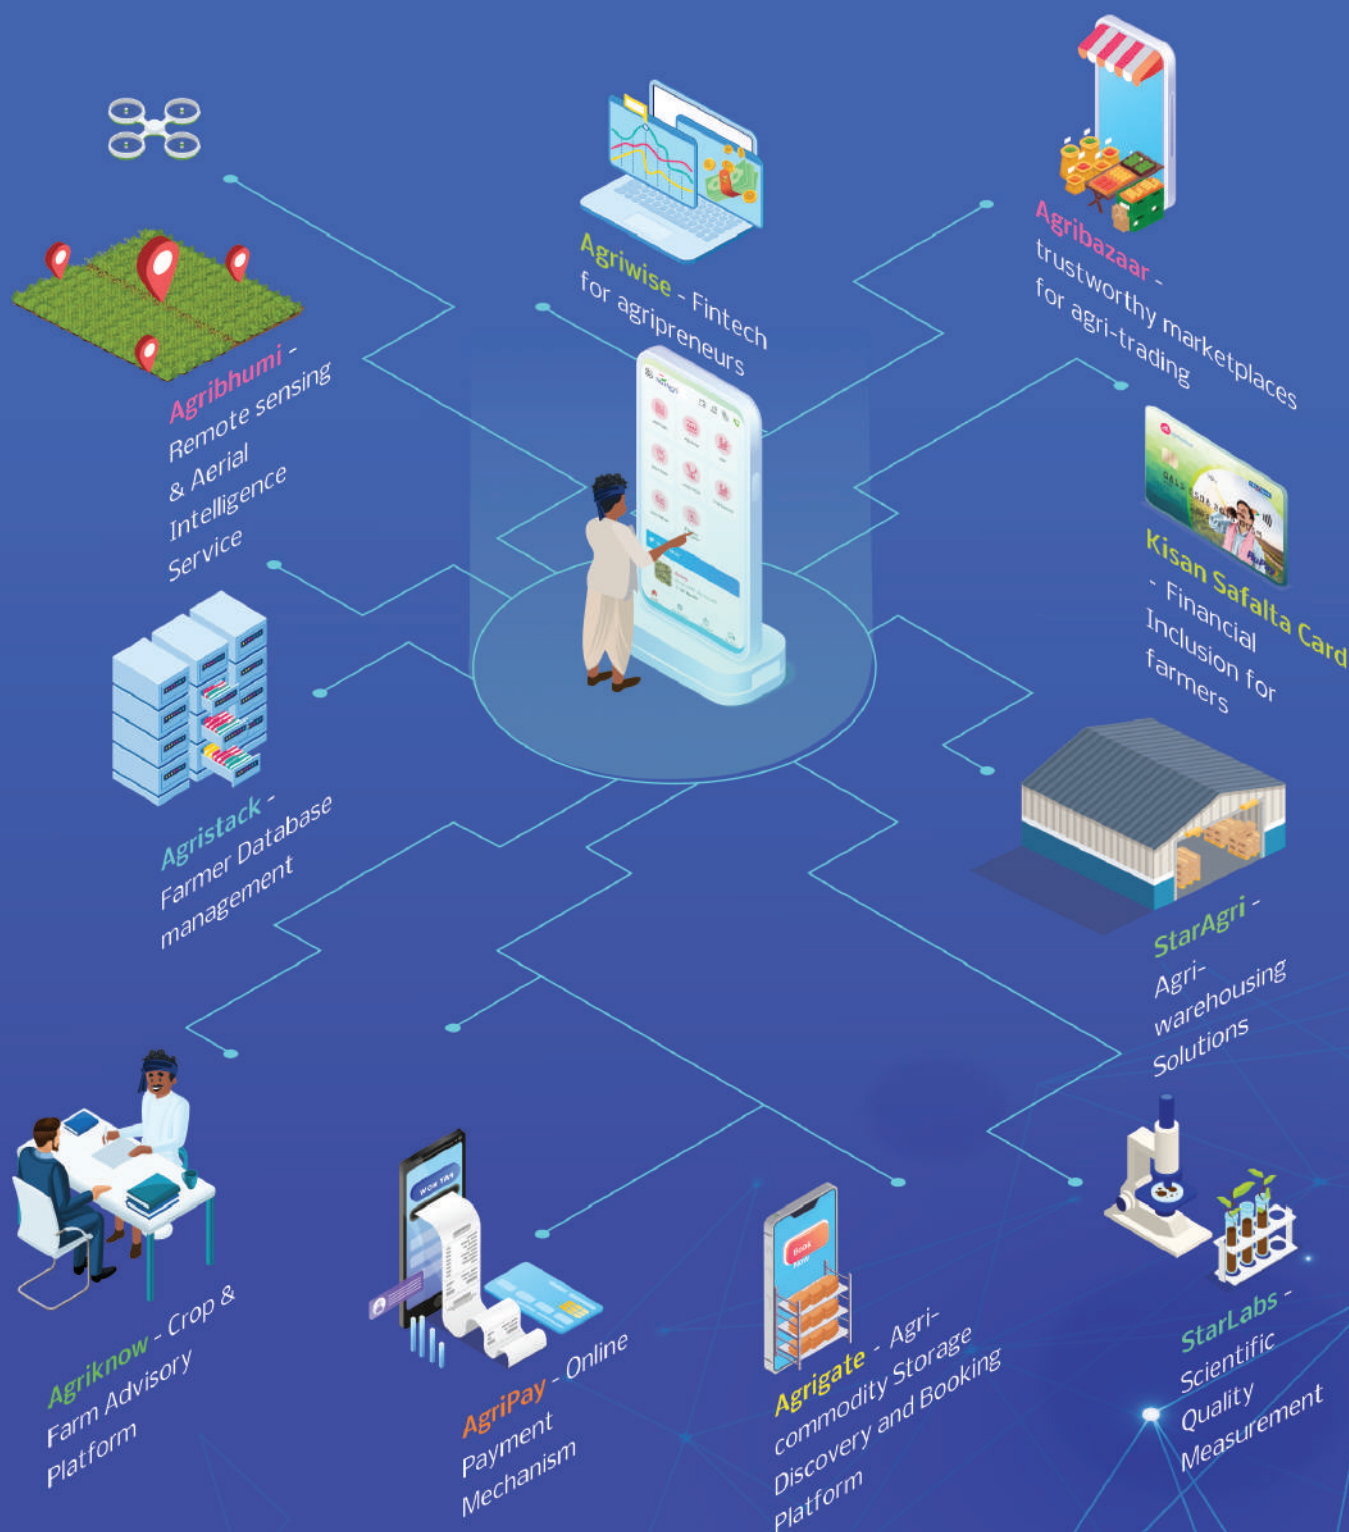 Agriwise - Fintech
for agripreneurs
Agribazaar -
trustworthy marketplaces
for agri-trading
Agribhumi -
Remote sensing
& Aerial
Intelligence
Service
Kisan Safalta Card
- Financial
Inclusion for
farmers
Agristack -
Farmer Database
management
StarAgri -
Agri-
warehousing
Solutions
Agriknow - Crop &
Farm Advisory
Platform
AgriPay - Online
Payment
Mechanism
Book
now
Agrigate - Agri-
commodity Storage
Discovery and Booking
Platform
StarLabs -
Scientific
Quality
Measurement